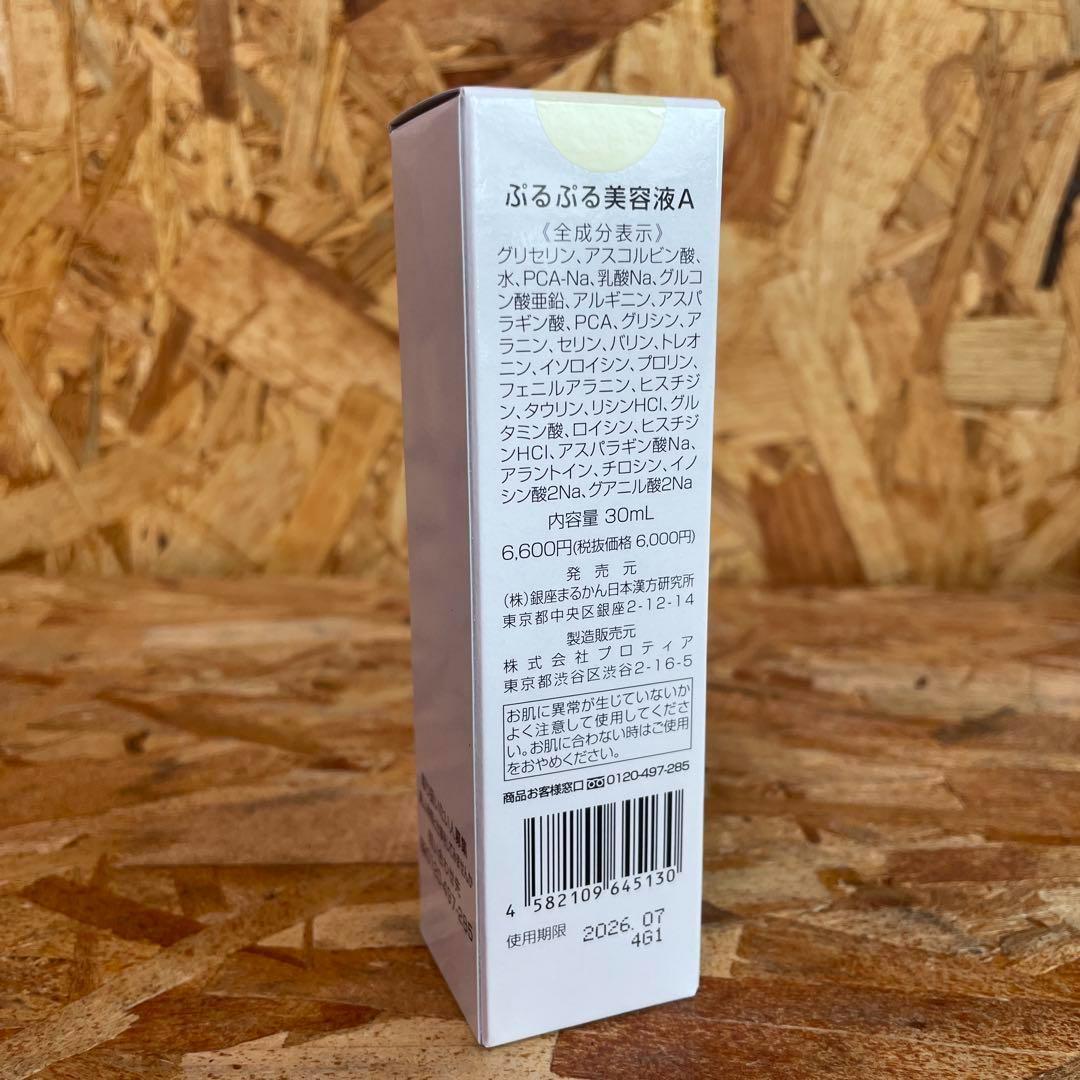 ぷるぷる美容液A
《全成分表示》
グリセリン、アスコルビン酸、
水、PCA-Na、乳酸Na、グルコ
ン酸亜鉛、アルギニン、アスパ
ラギン酸、PCA、グリシン、ア
ラニン、セリン、バリン、トレオ
ニン、イソロイシン、プロリン、
フェニルアラニン、ヒスチジ
ン、タウリン、リシンHCl、グル
タミン酸、ロイシン、ヒスチジ
ンHCl、アスパラギン酸Na、
アラントイン、チロシン、イノ
シン酸2Na、グアニル酸2Na
内容量 30mL
6,600円(税抜価格 6,000円)
発売元
(株)銀座まるかん日本漢方研究所
東京都中央区銀座2-12-14
製造販売元
株式会社プロティア
東京都渋谷区渋谷2-16-5
お肌に異常が生じていないか
よく注意して使用してくださ
い。お肌に合わない時はご使用
をおやめください。
商品お客様窓口 0120-497-285
4 582109 645130
使用期限 2026.07
4G1